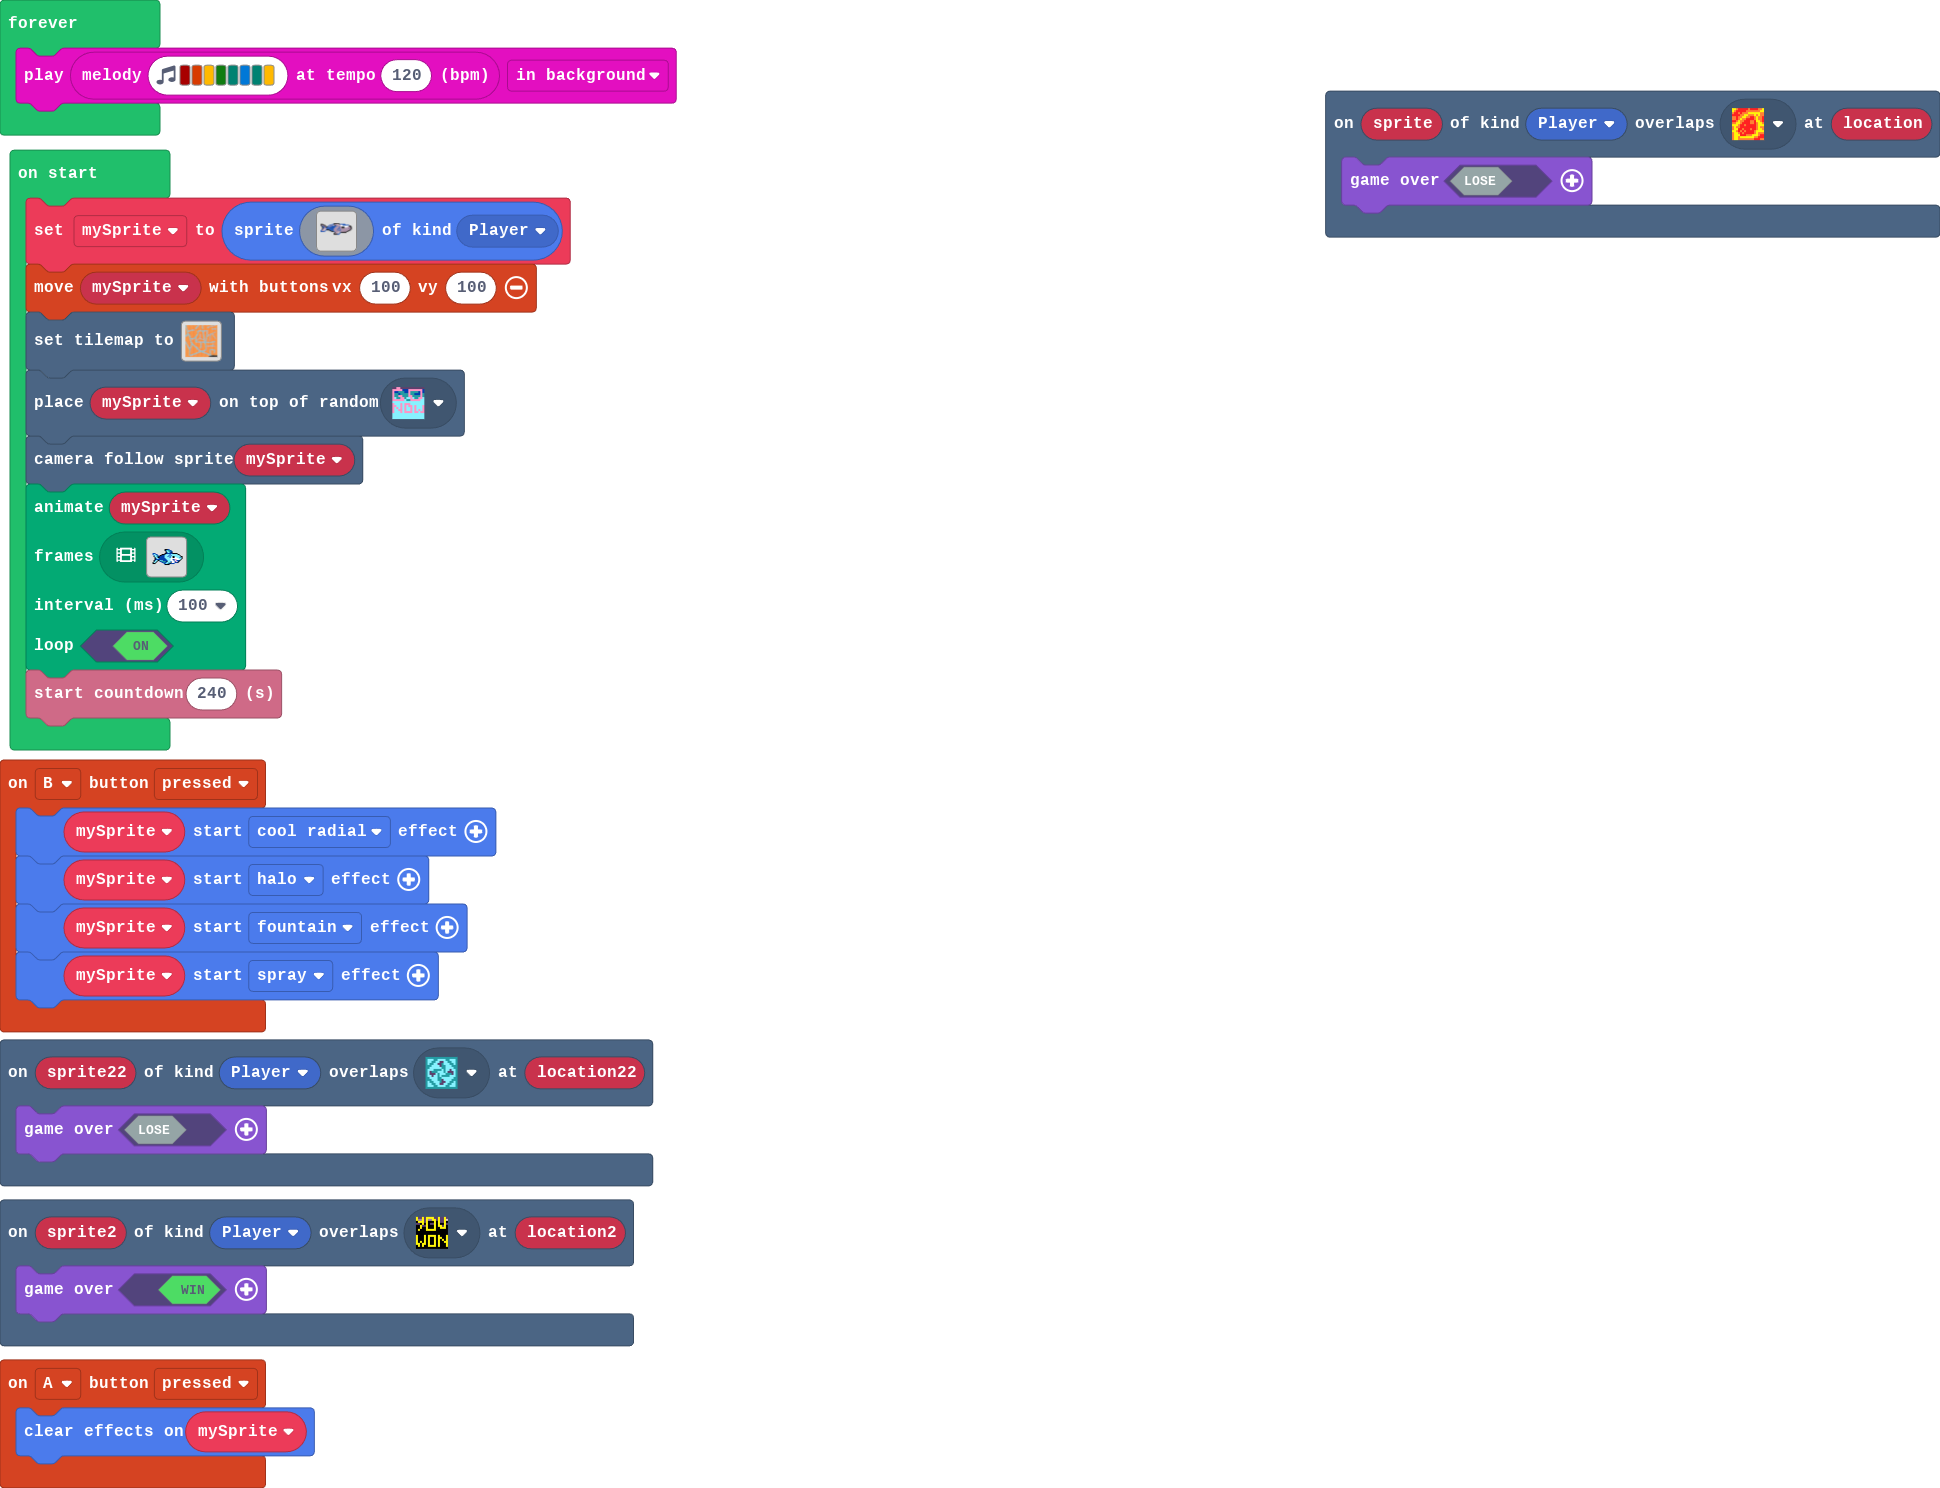 forever
play melody at tempo 120 (bpm) in background
on sprite of kind Player overlaps at location
game over LOSE
on start
set mySprite to sprite of kind Player
move mySprite with buttons vx 100 vy 100
set tilemap to
place mySprite on top of random
camera follow sprite mySprite
animate mySprite
frames
interval (ms) 100
loop ON
start countdown 240 (s)
on B button pressed
mySprite start cool radial effect
mySprite start halo effect
mySprite start fountain effect
mySprite start spray effect
on sprite22 of kind Player overlaps at location22
game over LOSE
on sprite2 of kind Player overlaps YOU WON at location2
game over WIN
on A button pressed
clear effects on mySprite